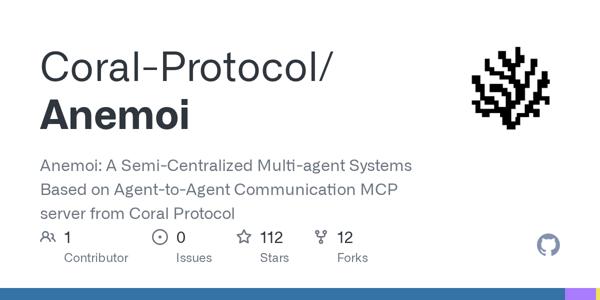 Coral-Protocol/
Anemoi
Anemoi: A Semi-Centralized Multi-agent Systems
Based on Agent-to-Agent Communication MCP
server from Coral Protocol
1 0 112 12
Contributor Issues Stars Forks